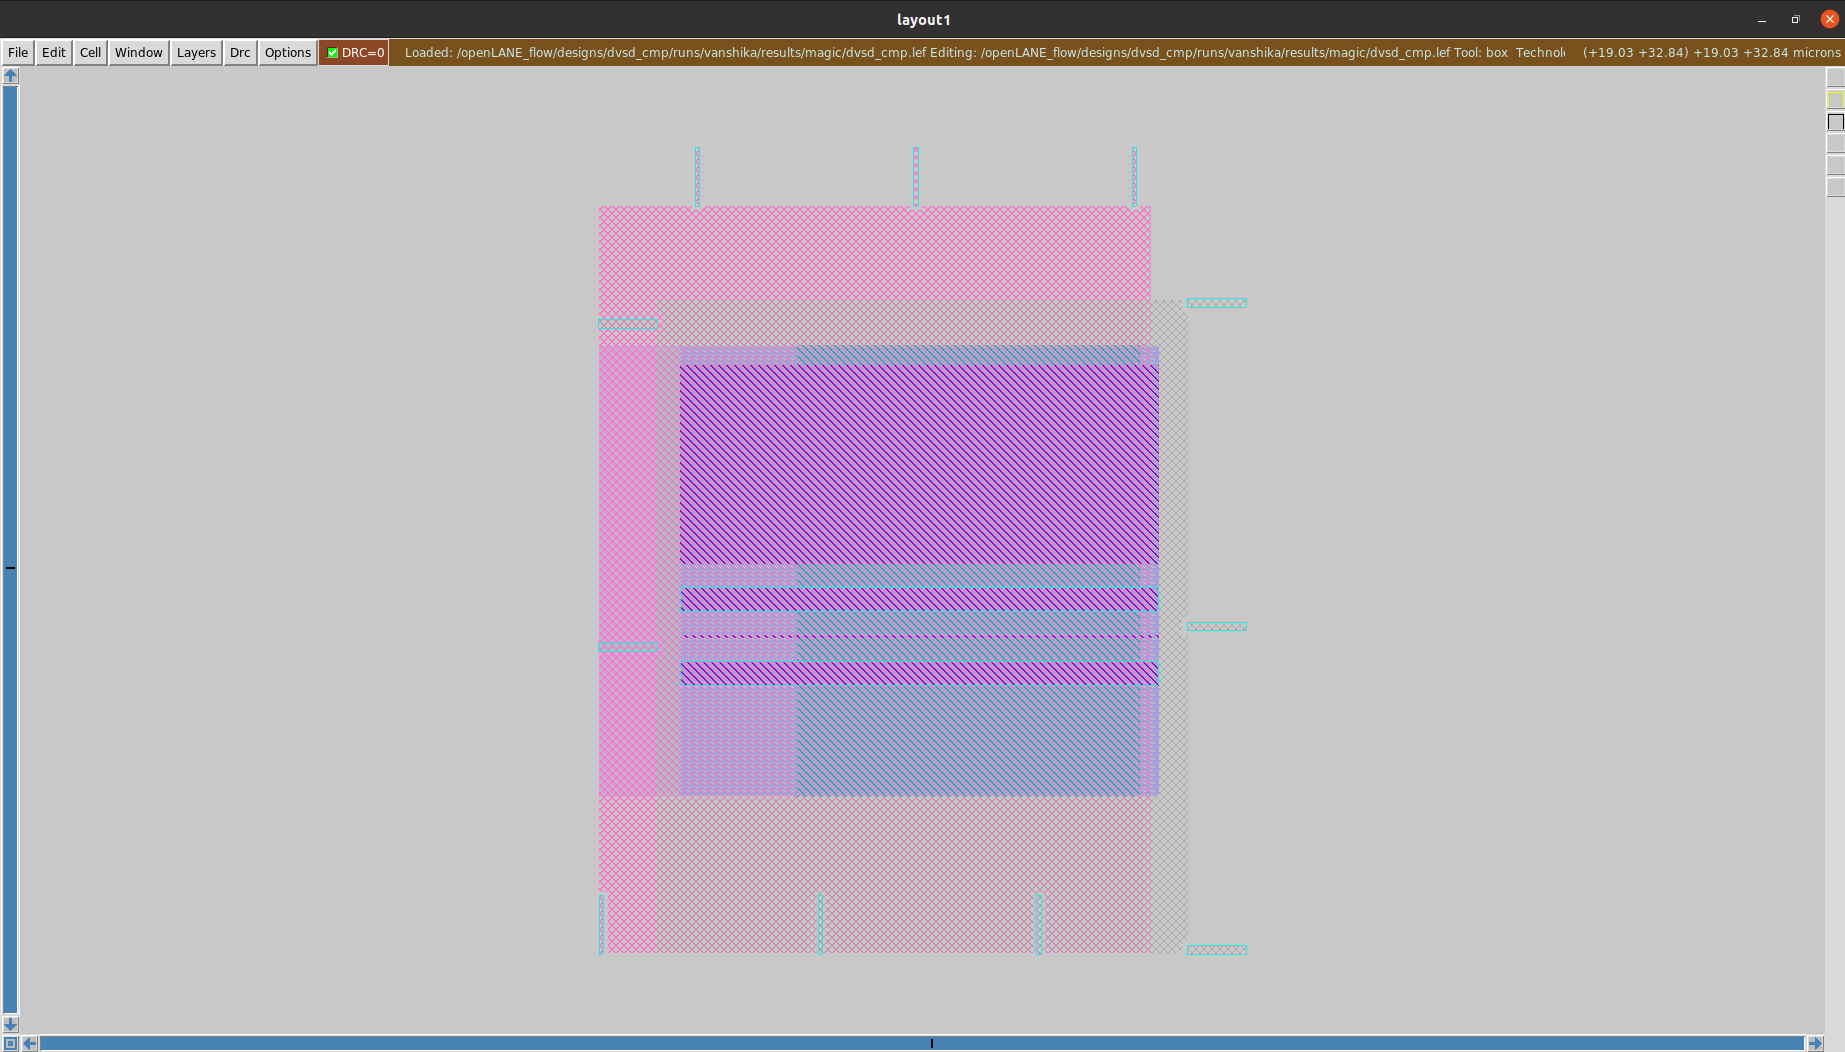 layout1
File Edit Cell Window Layers Drc Options DRC=0 Loaded: /openLANE_flow/designs/dvsd_cmp/runs/vanshika/results/magic/dvsd_cmp.lef Editing: /openLANE_flow/designs/dvsd_cmp/runs/vanshika/results/magic/dvsd_cmp.lef Tool: box Technol (+19.03 +32.84) +19.03 +32.84 microns